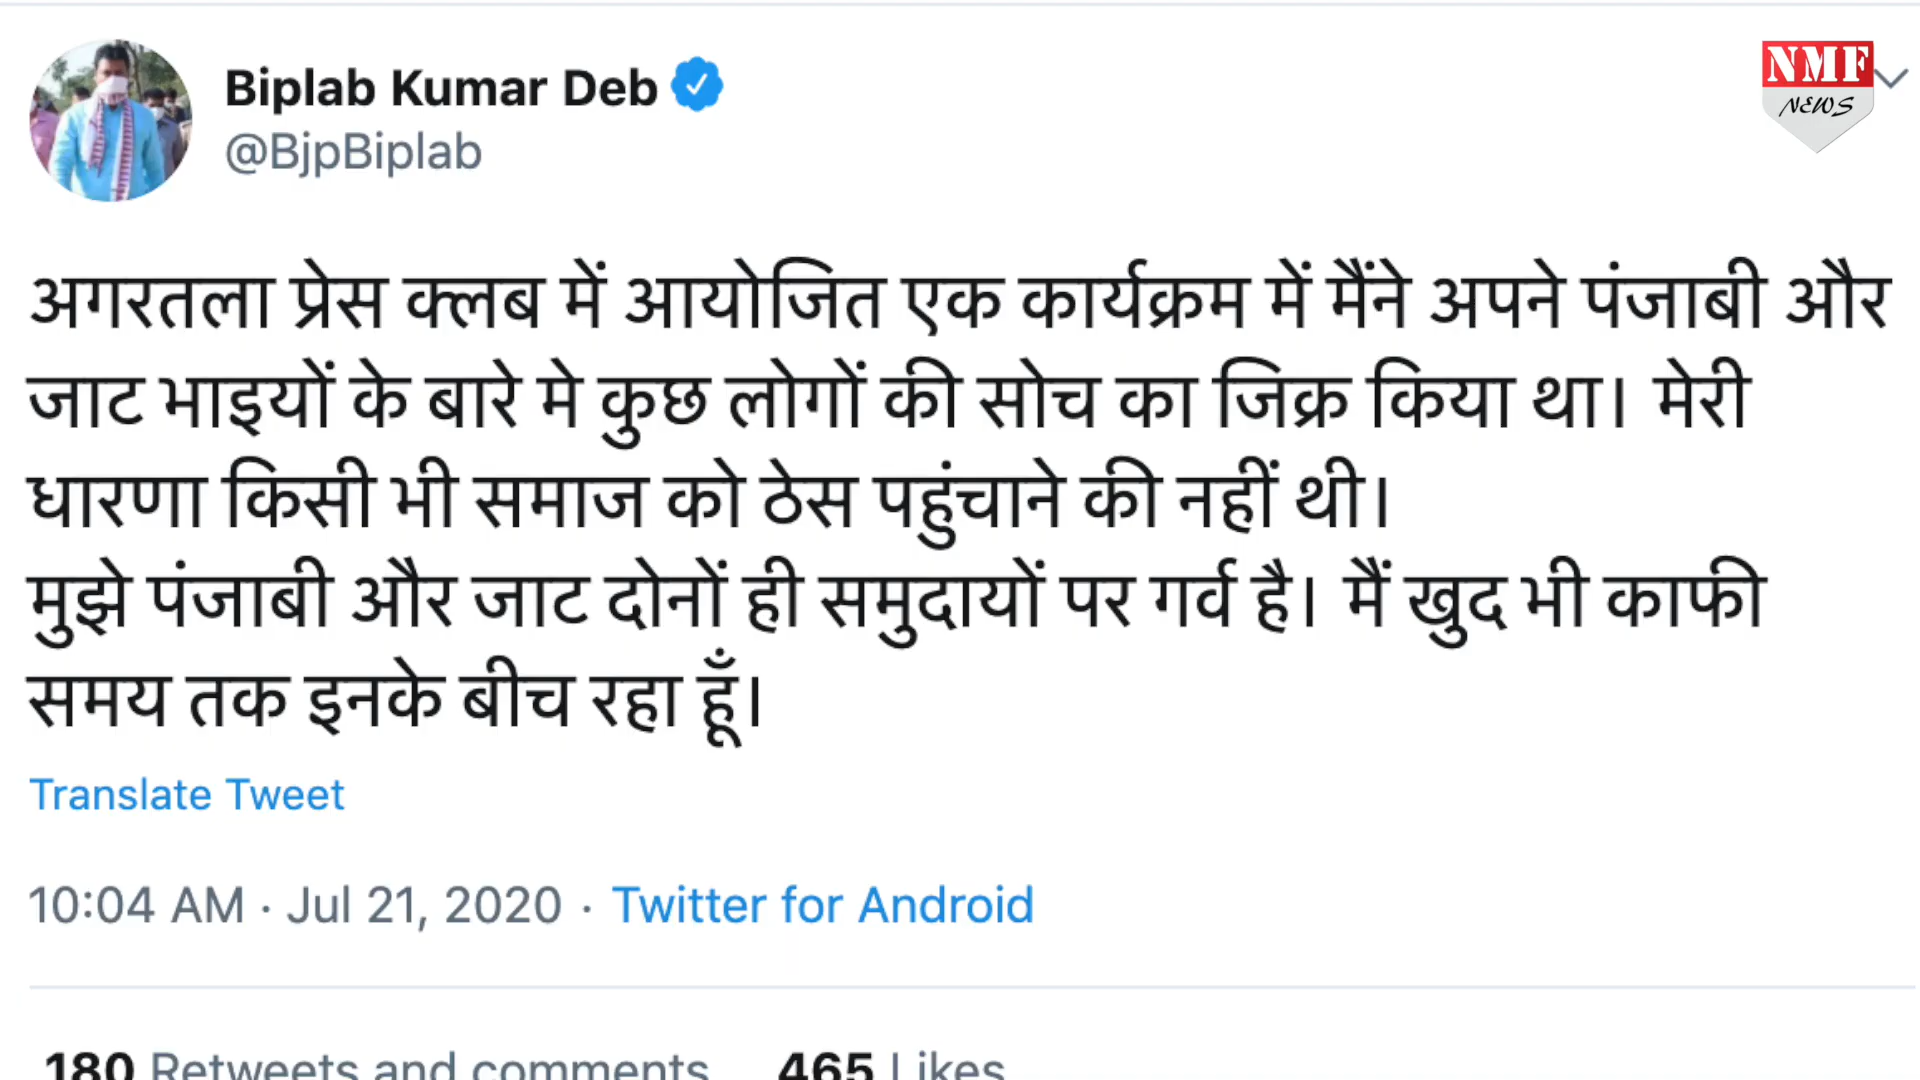 Biplab Kumar Deb
@BjpBiplab
NMF
NEWS
अगरतला प्रेस क्लब में आयोजित एक कार्यक्रम में मैंने अपने पंजाबी और
जाट भाइयों के बारे मे कुछ लोगों की सोच का जिक्र किया था। मेरी
धारणा किसी भी समाज को ठेस पहुंचाने की नहीं थी।
मुझे पंजाबी और जाट दोनों ही समुदायों पर गर्व है। मैं खुद भी काफी
समय तक इनके बीच रहा हूँ।
Translate Tweet
10:04 AM · Jul 21, 2020 · Twitter for Android
180 Retweets and comments 465 Likes